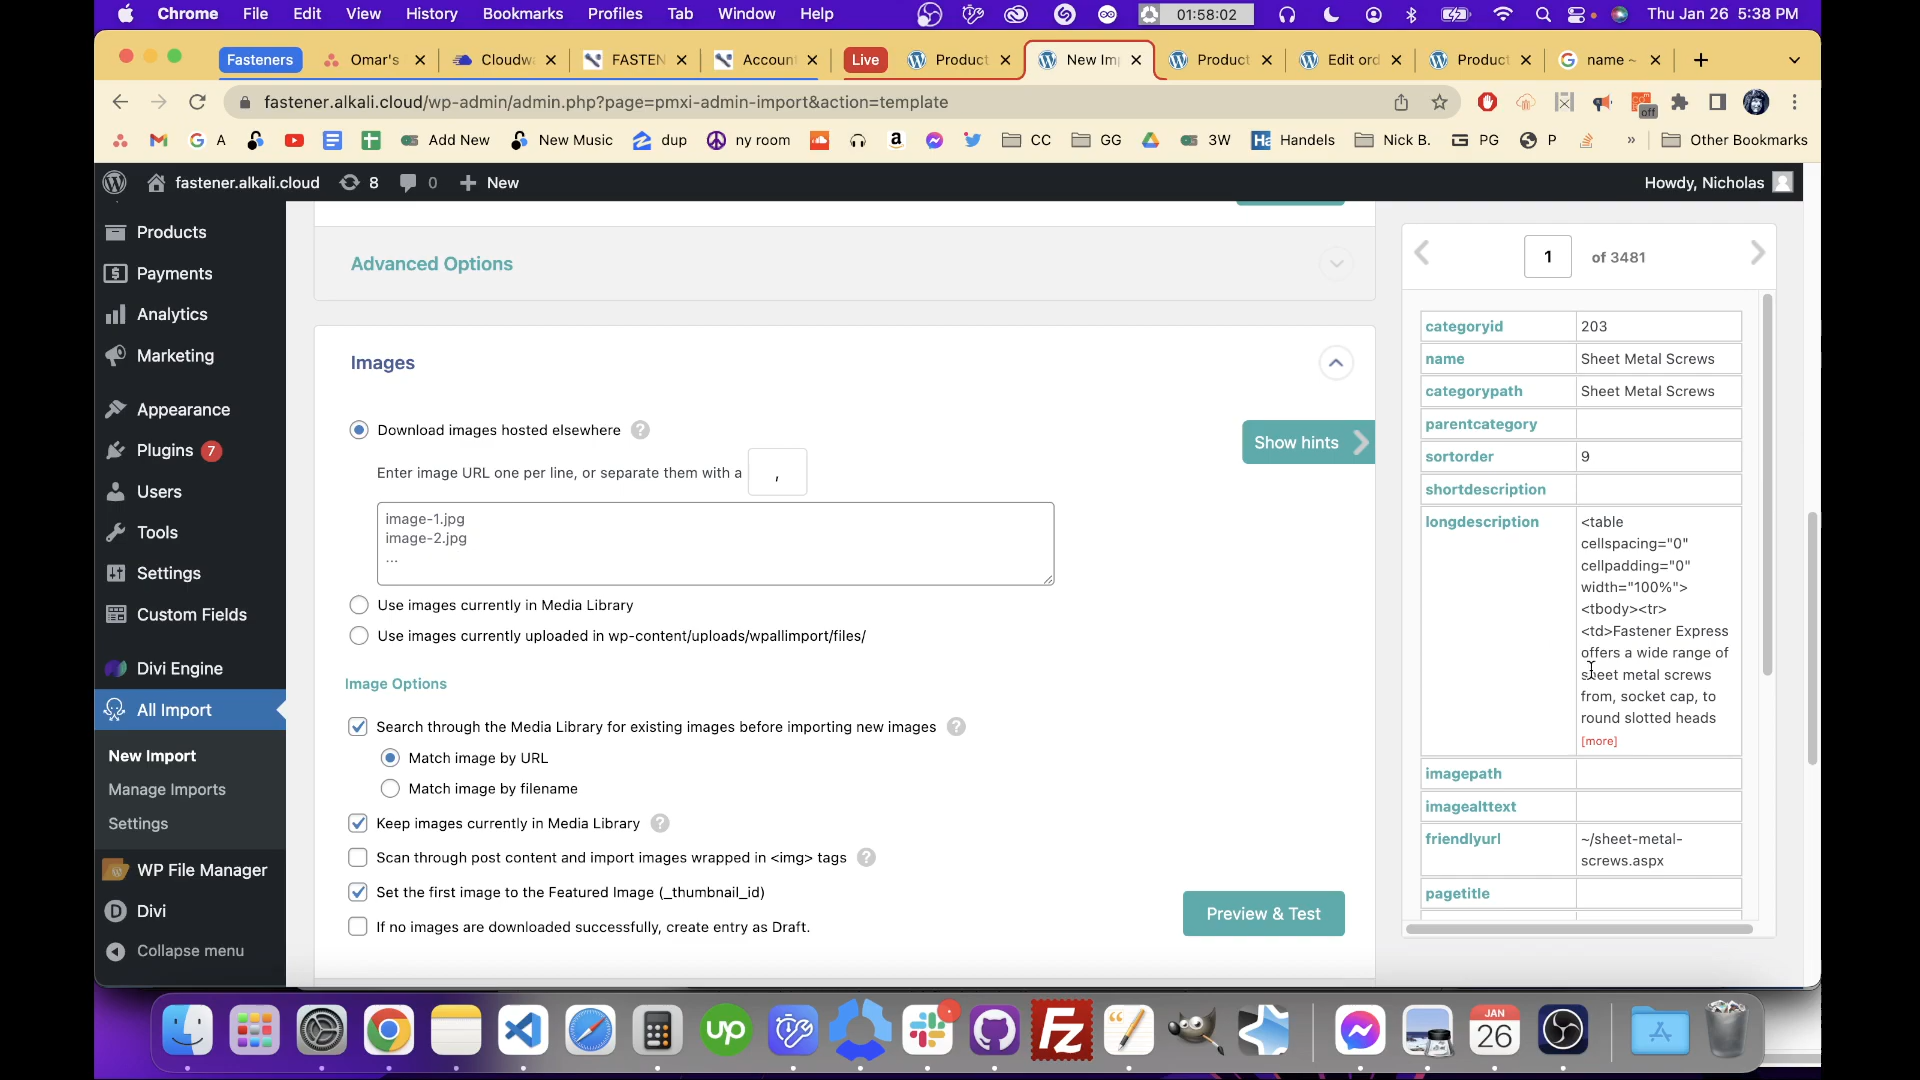 Chrome File Edit View History Bookmarks Profiles Tab Window Help 01:58:02 Thu Jan 26 5:38 PM
Fasteners Omar's Cloudwa FASTEN Account Live Product New Imp Product Edit ord Product name ~
fastener.alkali.cloud/wp-admin/admin.php?page=pmxi-admin-import&action=template off
A Add New New Music dup ny room CC GG 3W Handels Nick B. PG P » Other Bookmarks
fastener.alkali.cloud 8 0 + New Howdy, Nicholas
Products
Payments
Analytics
Marketing
Appearance
Plugins 7
Users
Tools
Settings
Custom Fields
Divi Engine
All Import
New Import
Manage Imports
Settings
WP File Manager
Divi
Collapse menu
Advanced Options
Images
Download images hosted elsewhere ?
Show hints
Enter image URL one per line, or separate them with a ,
image-1.jpg
image-2.jpg
...
Use images currently in Media Library
Use images currently uploaded in wp-content/uploads/wpallimport/files/
Image Options
Search through the Media Library for existing images before importing new images ?
Match image by URL
Match image by filename
Keep images currently in Media Library ?
Scan through post content and import images wrapped in <img> tags ?
Set the first image to the Featured Image (_thumbnail_id)
If no images are downloaded successfully, create entry as Draft.
Preview & Test
1 of 3481
categoryid 203
name Sheet Metal Screws
categorypath Sheet Metal Screws
parentcategory
sortorder 9
shortdescription
longdescription <table
cellspacing="0"
cellpadding="0"
width="100%">
<tbody><tr>
<td>Fastener Express
offers a wide range of
sheet metal screws
from, socket cap, to
round slotted heads
[more]
imagepath
imagealttext
friendlyurl ~/sheet-metal-
screws.aspx
pagetitle
up
Fz
JAN
26